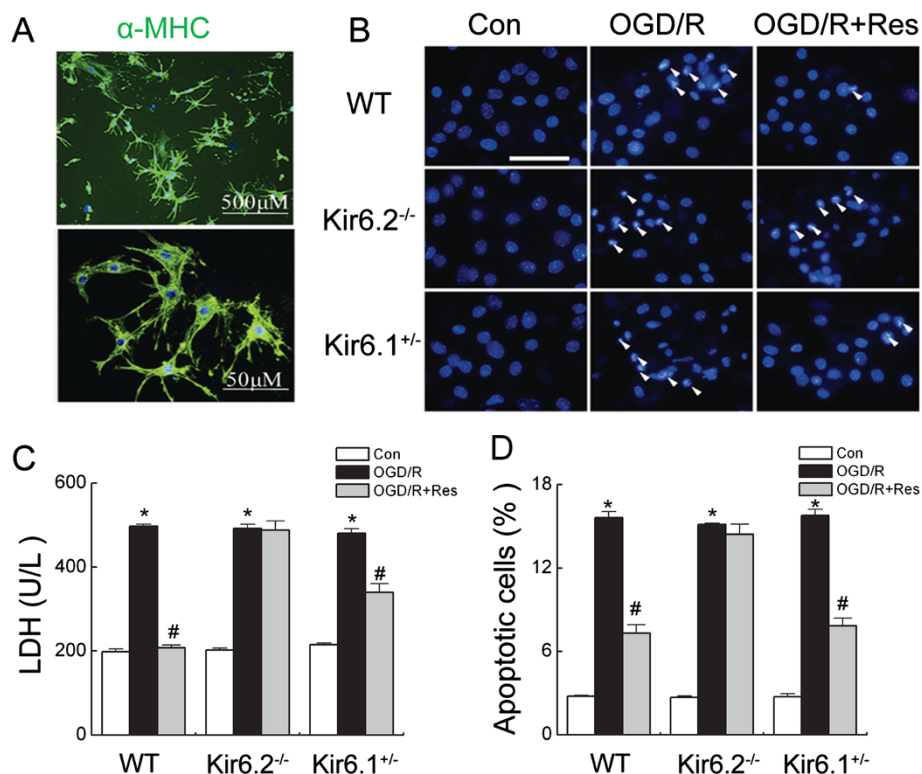 A
α-MHC
500μM
50μM
B
Con OGD/R OGD/R+Res
WT
Kir6.2-/-
Kir6.1+/-
C
Con
OGD/R
OGD/R+Res
LDH (U/L)
600
400
200
0
* # * * #
WT Kir6.2-/- Kir6.1+/-
D
Con
OGD/R
OGD/R+Res
Apoptotic cells (%)
18
12
6
0
* # * * #
WT Kir6.2-/- Kir6.1+/-